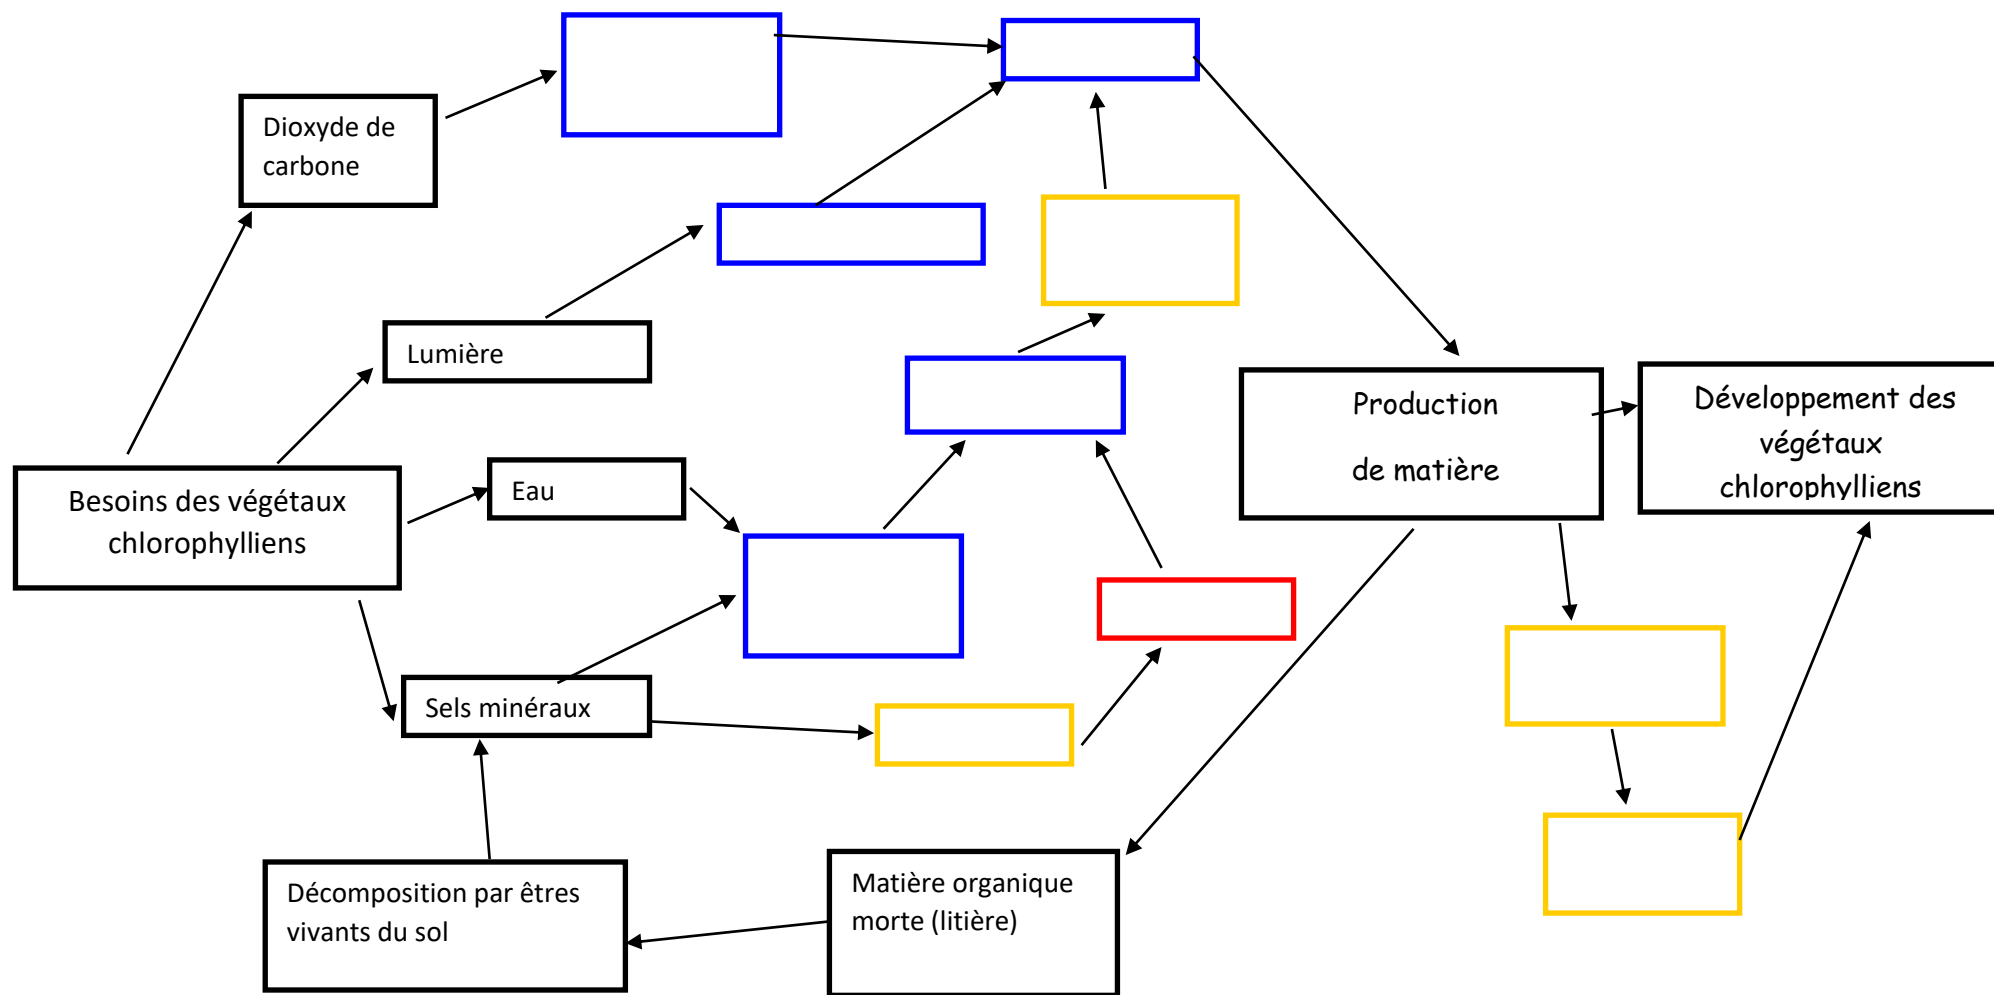 Dioxyde de
carbone
Lumière
Besoins des végétaux
chlorophylliens
Eau
Sels minéraux
Production
de matière
Développement des
végétaux
chlorophylliens
Décomposition par êtres
vivants du sol
Matière organique
morte (litière)